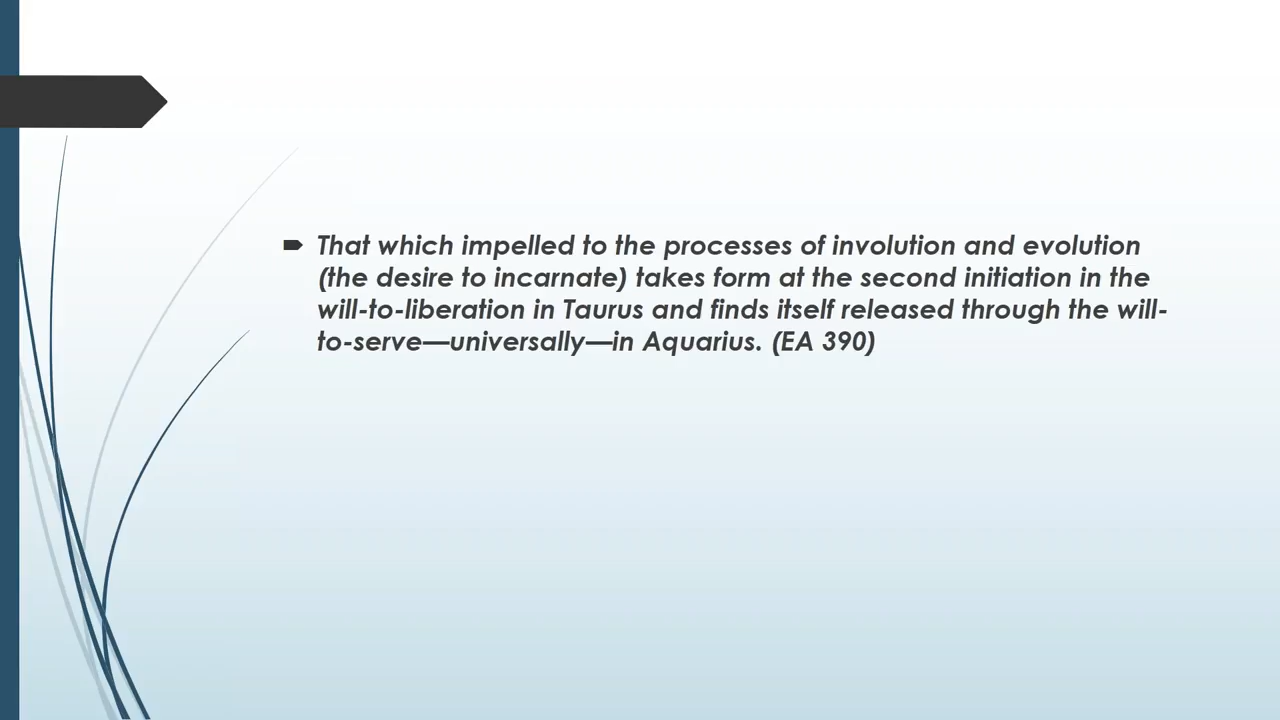 That which impelled to the processes of involution and evolution
(the desire to incarnate) takes form at the second initiation in the
will-to-liberation in Taurus and finds itself released through the will-
to-serve—universally—in Aquarius. (EA 390)